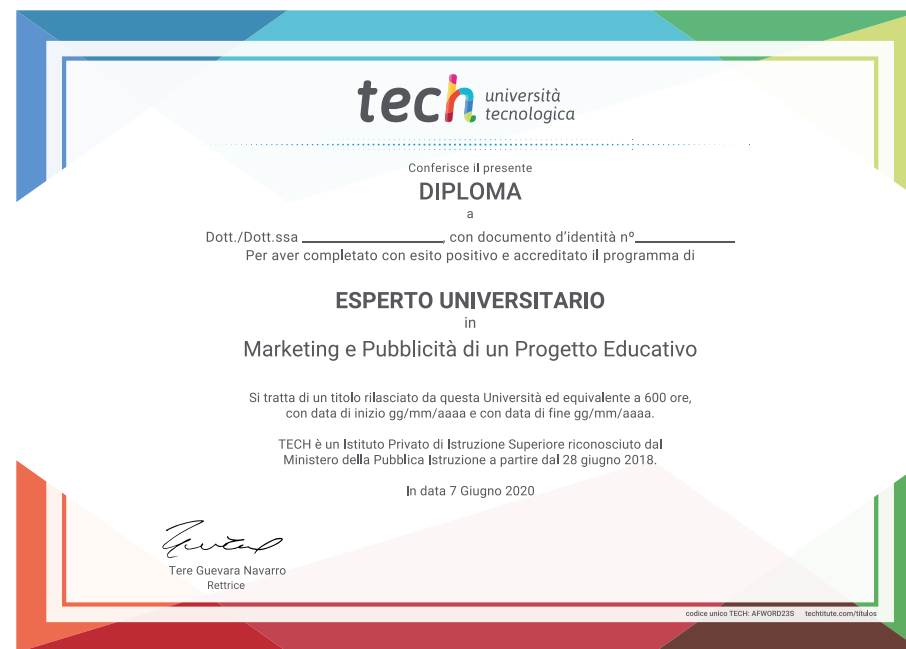 tech università
tecnologica
Conferisce il presente
DIPLOMA
a
Dott./Dott.ssa ____________________, con documento d'identità nº______________
Per aver completato con esito positivo e accreditato il programma di
ESPERTO UNIVERSITARIO
in
Marketing e Pubblicità di un Progetto Educativo
Si tratta di un titolo rilasciato da questa Università ed equivalente a 600 ore,
con data di inizio gg/mm/aaaa e con data di fine gg/mm/aaaa.
TECH è un Istituto Privato di Istruzione Superiore riconosciuto dal
Ministero della Pubblica Istruzione a partire dal 28 giugno 2018.
In data 7 Giugno 2020
Tere Guevara Navarro
Rettrice
codice unico TECH: AFWORD23S techtitute.com/titulos